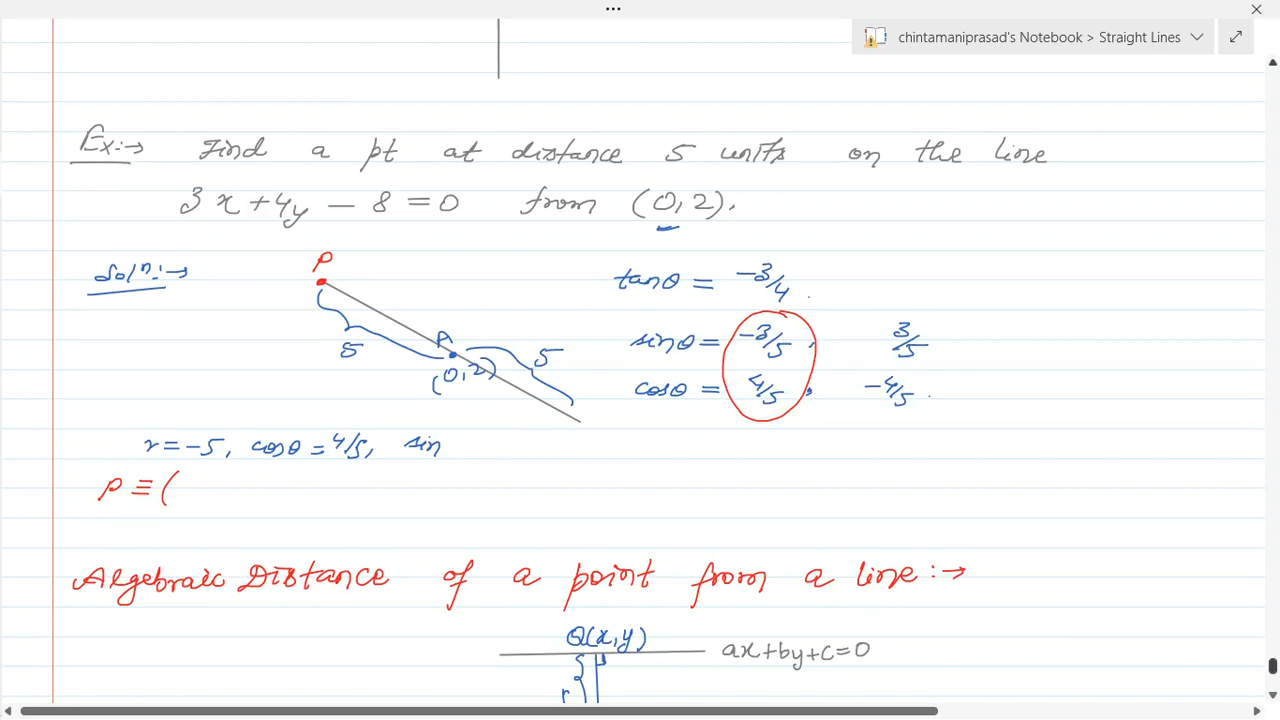 ...
chintamaniprasad's Notebook > Straight Lines
Ex:→ Find a pt at distance 5 units on the line
3x+4y−8=0 from (0,2).
Soln:→
P
tanθ = −3/4.
sinθ = −3/5, 3/5
A
5
5
(0,2)
cosθ = 4/5, −4/5.
r=−5, cosθ=4/5, sin
P≡(
Algebraic Distance of a point from a line:→
Q(x,y)
ax+by+c=0
r